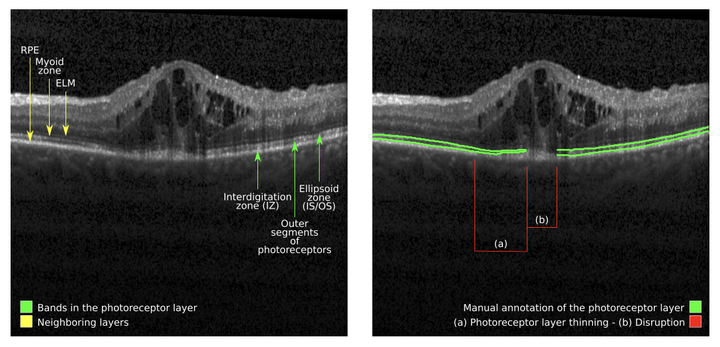 RPE
Myoid
zone
ELM
Interdigitation
zone (IZ)
Ellipsoid
zone
(IS/OS)
Outer
segments
of
photoreceptors
Bands in the photoreceptor layer
Neighboring layers
(a)
(b)
Manual annotation of the photoreceptor layer
(a) Photoreceptor layer thinning - (b) Disruption